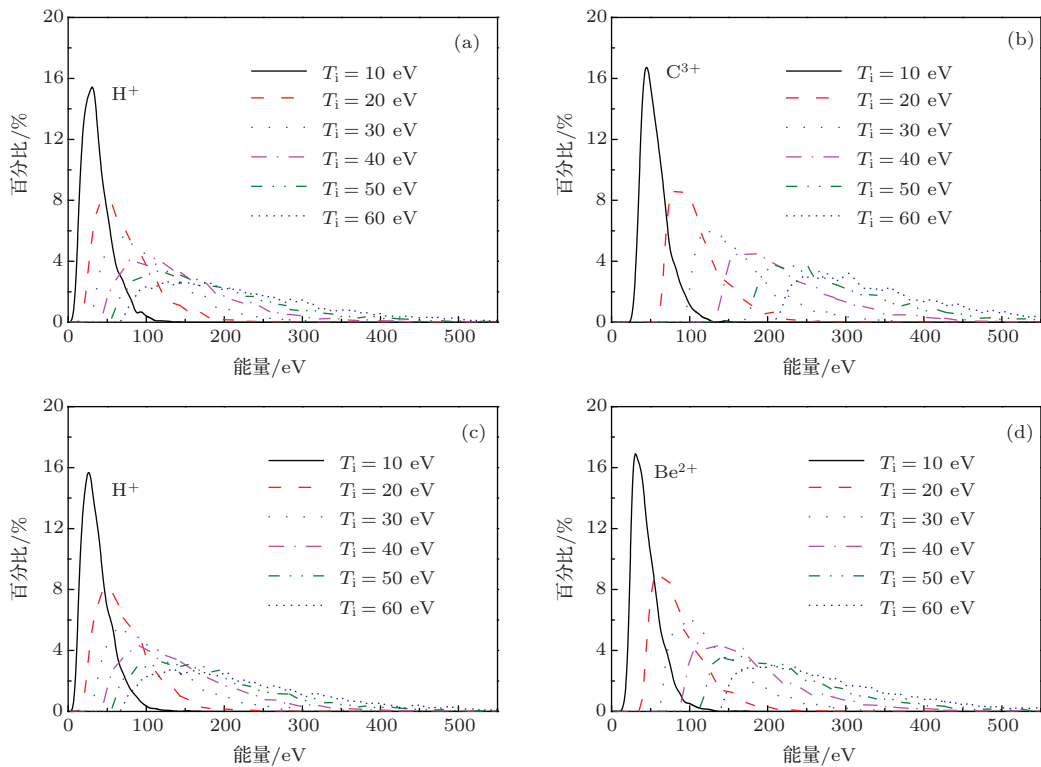 20
16
12
8
4
0
百分比/%
(a)
H⁺
Tᵢ = 10 eV
Tᵢ = 20 eV
Tᵢ = 30 eV
Tᵢ = 40 eV
Tᵢ = 50 eV
Tᵢ = 60 eV
0 100 200 300 400 500
能量/eV
20
16
12
8
4
0
百分比/%
(b)
C³⁺
Tᵢ = 10 eV
Tᵢ = 20 eV
Tᵢ = 30 eV
Tᵢ = 40 eV
Tᵢ = 50 eV
Tᵢ = 60 eV
0 100 200 300 400 500
能量/eV
20
16
12
8
4
0
百分比/%
(c)
H⁺
Tᵢ = 10 eV
Tᵢ = 20 eV
Tᵢ = 30 eV
Tᵢ = 40 eV
Tᵢ = 50 eV
Tᵢ = 60 eV
0 100 200 300 400 500
能量/eV
20
16
12
8
4
0
百分比/%
(d)
Be²⁺
Tᵢ = 10 eV
Tᵢ = 20 eV
Tᵢ = 30 eV
Tᵢ = 40 eV
Tᵢ = 50 eV
Tᵢ = 60 eV
0 100 200 300 400 500
能量/eV